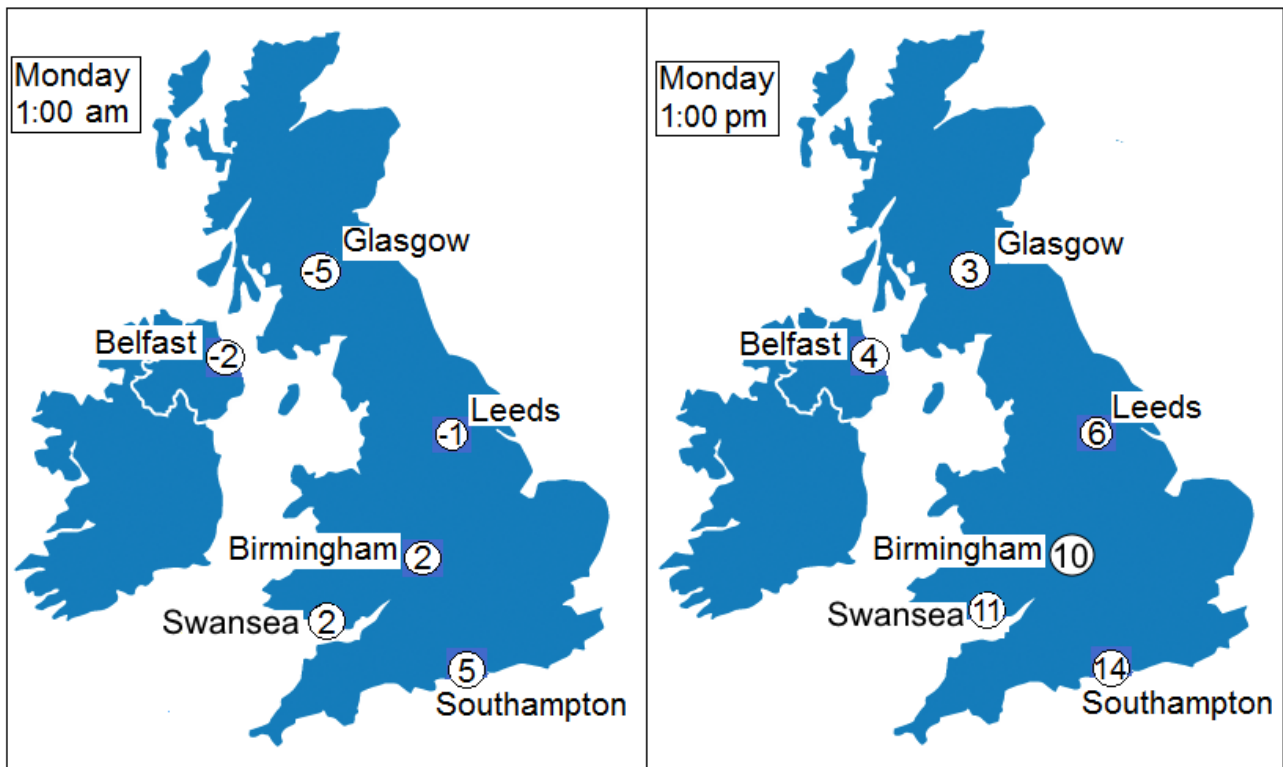 Monday
1:00 am
Glasgow
-5
Belfast
-2
Leeds
-1
Birmingham
2
Swansea
2
5
Southampton
Monday
1:00 pm
Glasgow
3
Belfast
4
Leeds
6
Birmingham
10
Swansea
11
14
Southampton